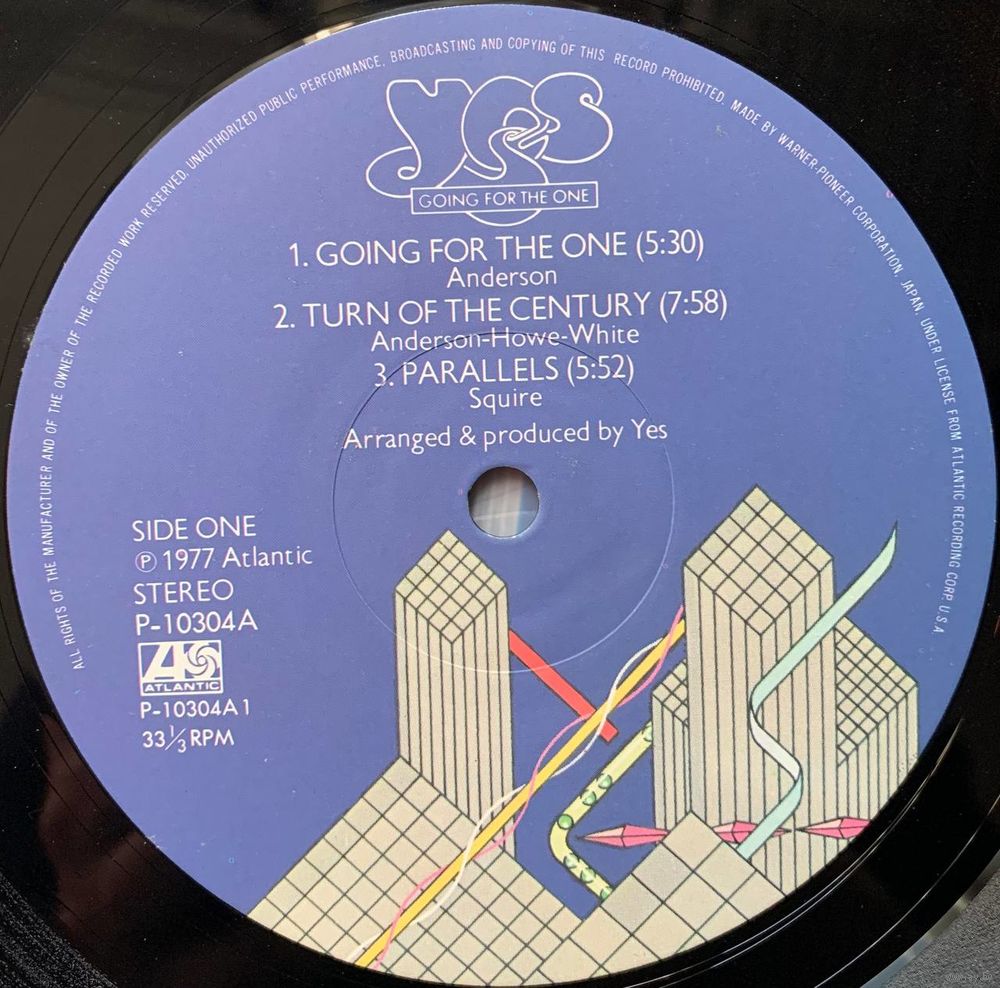 ALL RIGHTS OF THE MANUFACTURER AND OF THE OWNER OF THE RECORDED WORK RESERVED. UNAUTHORIZED PUBLIC PERFORMANCE, BROADCASTING AND COPYING OF THIS RECORD PROHIBITED. MADE BY WARNER-PIONEER CORPORATION, JAPAN, UNDER LICENSE FROM ATLANTIC RECORDING CORP. U.S.A
yes
GOING FOR THE ONE
1. GOING FOR THE ONE (5:30)
Anderson
2. TURN OF THE CENTURY (7:58)
Anderson-Howe-White
3. PARALLELS (5:52)
Squire
Arranged & produced by Yes
SIDE ONE
℗ 1977 Atlantic
STEREO
P-10304A
ATLANTIC
P-10304A1
33 1/3 RPM